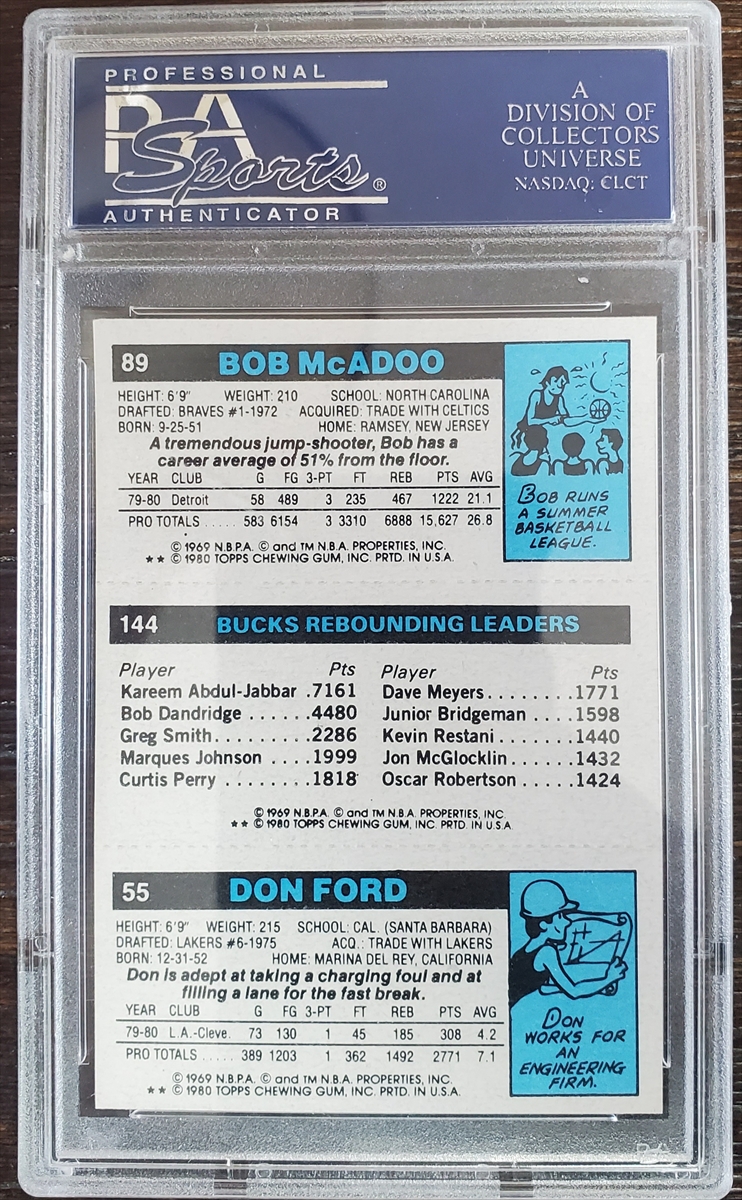 PROFESSIONAL
PSA
Sports®
AUTHENTICATOR
A
DIVISION OF
COLLECTORS
UNIVERSE
NASDAQ: CLCT
89 BOB McADOO
HEIGHT: 6'9" WEIGHT: 210 SCHOOL: NORTH CAROLINA
DRAFTED: BRAVES #1-1972 ACQUIRED: TRADE WITH CELTICS
BORN: 9-25-51 HOME: RAMSEY, NEW JERSEY
A tremendous jump-shooter, Bob has a
career average of 51% from the floor.
YEAR CLUB G FG 3-PT FT REB PTS AVG
79-80 Detroit 58 489 3 235 467 1222 21.1
PRO TOTALS ..... 583 6154 3 3310 6888 15,627 26.8
© 1969 N.B.P.A. © and TM N.B.A. PROPERTIES, INC.
★★ © 1980 TOPPS CHEWING GUM, INC. PRTD. IN U.S.A.
BOB RUNS
A SUMMER
BASKETBALL
LEAGUE.
144 BUCKS REBOUNDING LEADERS
Player Pts Player Pts
Kareem Abdul-Jabbar .7161 Dave Meyers........1771
Bob Dandridge ......4480 Junior Bridgeman ....1598
Greg Smith.........2286 Kevin Restani.......1440
Marques Johnson ....1999 Jon McGlocklin......1432
Curtis Perry ........1818 Oscar Robertson .....1424
© 1969 N.B.P.A. © and TM N.B.A. PROPERTIES, INC.
★★ © 1980 TOPPS CHEWING GUM, INC. PRTD. IN U.S.A.
55 DON FORD
HEIGHT: 6'9" WEIGHT: 215 SCHOOL: CAL. (SANTA BARBARA)
DRAFTED: LAKERS #6-1975 ACQ.: TRADE WITH LAKERS
BORN: 12-31-52 HOME: MARINA DEL REY, CALIFORNIA
Don is adept at taking a charging foul and at
filling a lane for the fast break.
YEAR CLUB G FG 3-PT FT REB PTS AVG
79-80 L.A.-Cleve. 73 130 1 45 185 308 4.2
PRO TOTALS ..... 389 1203 1 362 1492 2771 7.1
© 1969 N.B.P.A. © and TM N.B.A. PROPERTIES, INC.
★★ © 1980 TOPPS CHEWING GUM, INC. PRTD. IN U.S.A.
DON
WORKS FOR
AN
ENGINEERING
FIRM.